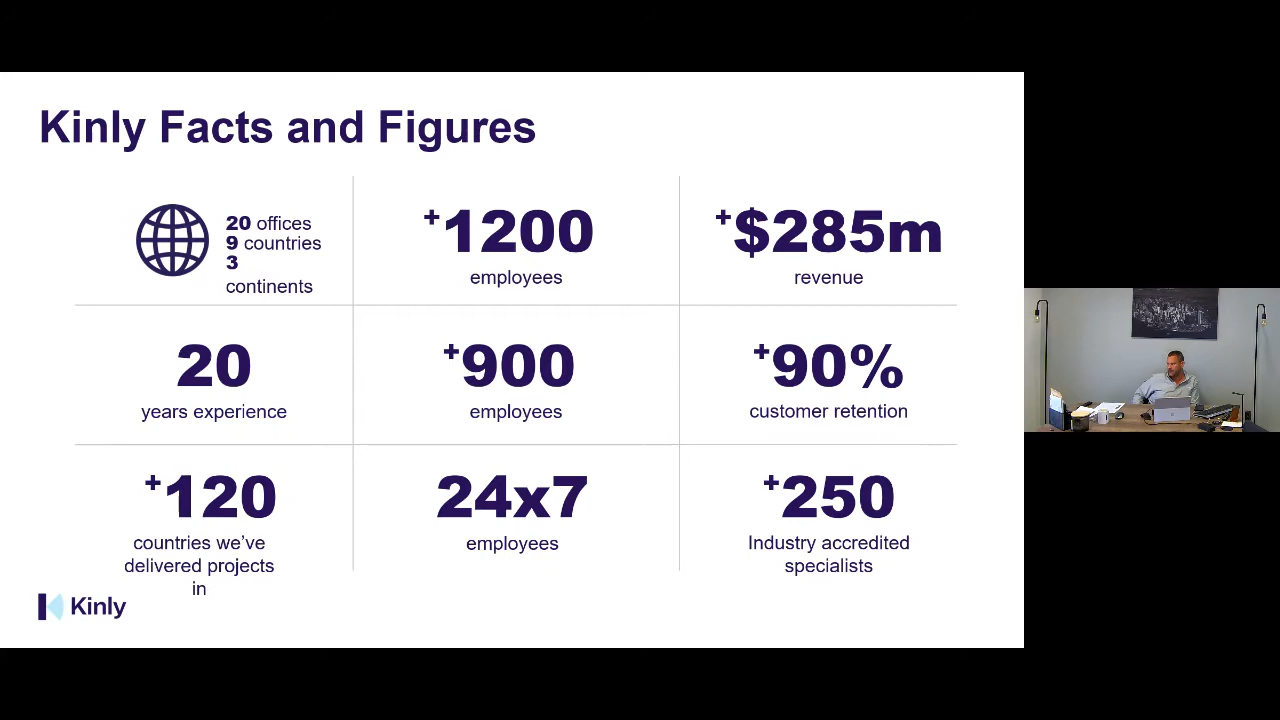 Kinly Facts and Figures
20 offices
9 countries
3
continents
+1200
employees
+$285m
revenue
20
years experience
+900
employees
+90%
customer retention
+120
countries we've
delivered projects
in
24x7
employees
+250
Industry accredited
specialists
Kinly